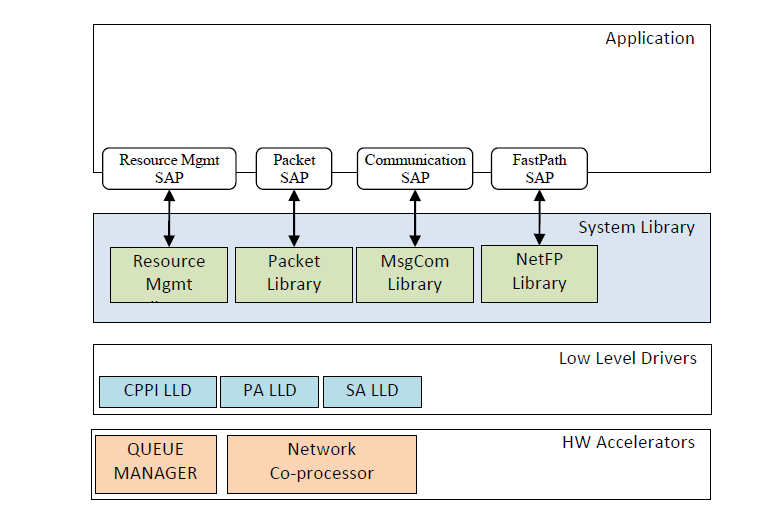 Application
Resource Mgmt
SAP
Packet
SAP
Communication
SAP
FastPath
SAP
System Library
Resource
Mgmt
Packet
Library
MsgCom
Library
NetFP
Library
Low Level Drivers
CPPI LLD
PA LLD
SA LLD
HW Accelerators
QUEUE
MANAGER
Network
Co-processor